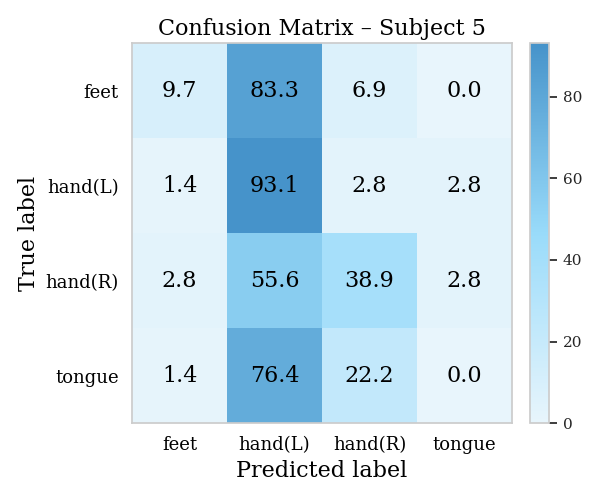 Confusion Matrix – Subject 5
True label
feet 9.7 83.3 6.9 0.0
hand(L) 1.4 93.1 2.8 2.8
hand(R) 2.8 55.6 38.9 2.8
tongue 1.4 76.4 22.2 0.0
feet hand(L) hand(R) tongue
Predicted label
80
60
40
20
0